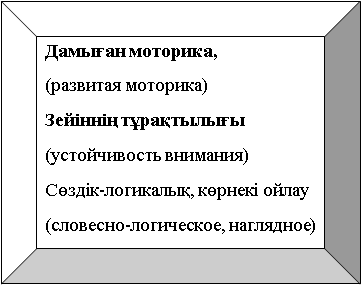 Дамыған моторика,
(развитая моторика)
Зейіннің тұрақтылығы
(устойчивость внимания)
Сөздік-логикалық, көрнекі ойлау
(словесно-логическое, наглядное)